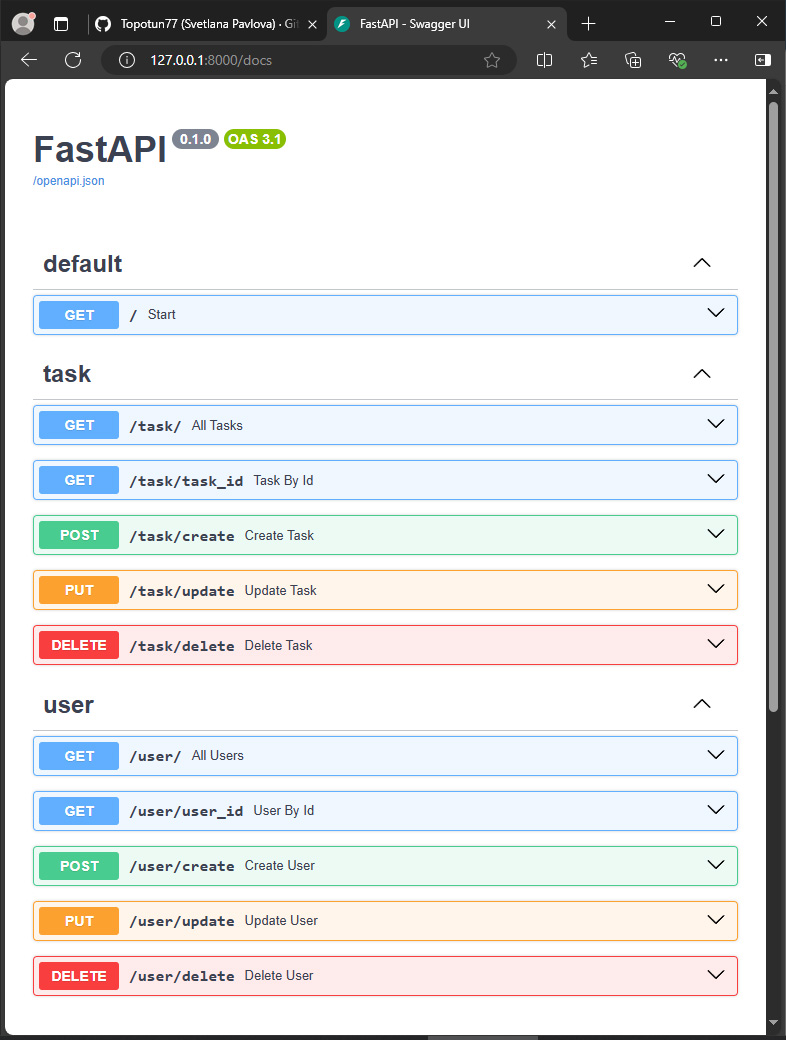 Topotun77 (Svetlana Pavlova) · Git
FastAPI - Swagger UI
127.0.0.1:8000/docs
FastAPI 0.1.0 OAS 3.1
/openapi.json
default
GET / Start
task
GET /task/ All Tasks
GET /task/task_id Task By Id
POST /task/create Create Task
PUT /task/update Update Task
DELETE /task/delete Delete Task
user
GET /user/ All Users
GET /user/user_id User By Id
POST /user/create Create User
PUT /user/update Update User
DELETE /user/delete Delete User